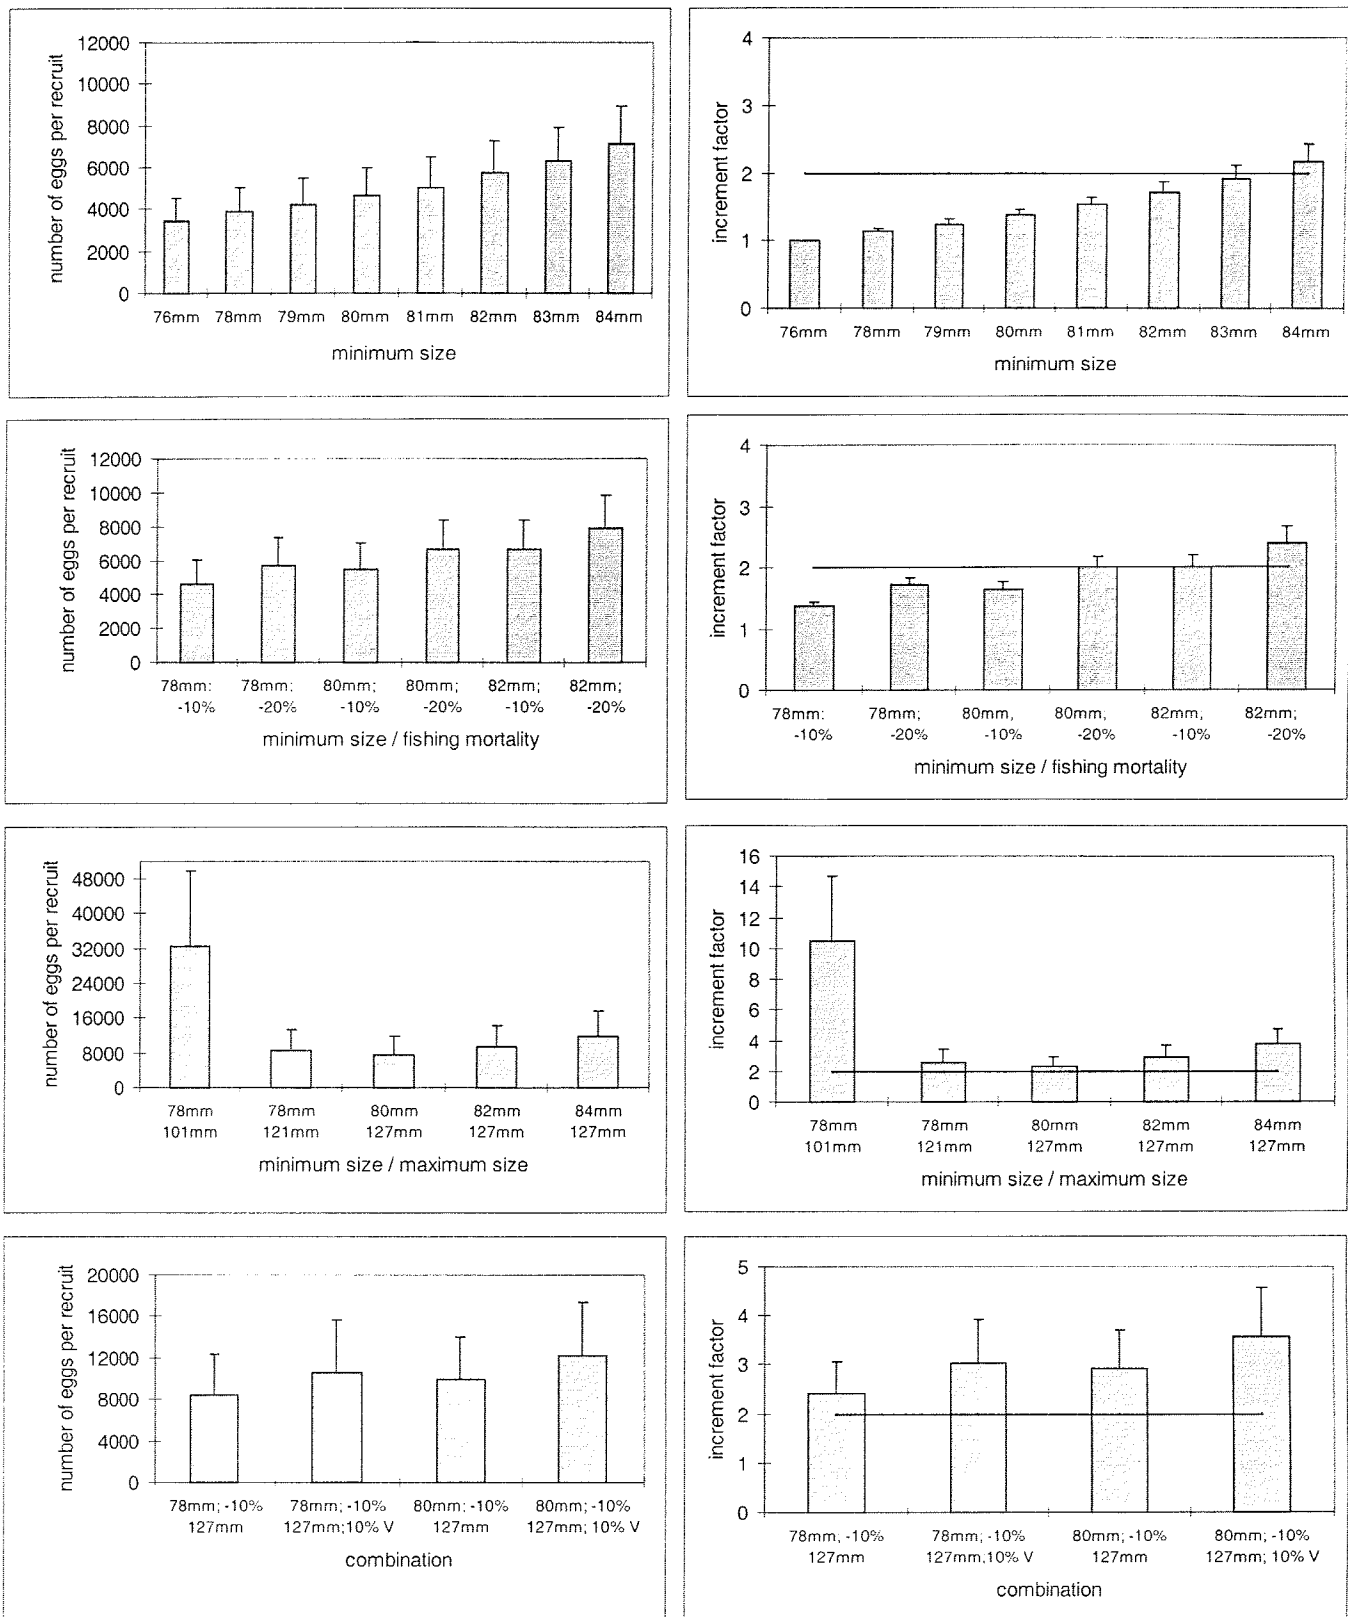 number of eggs per recruit
12000
10000
8000
6000
4000
2000
0
76mm 78mm 79mm 80mm 81mm 82mm 83mm 84mm
minimum size
increment factor
4
3
2
1
0
76mm 78mm 79mm 80mm 81mm 82mm 83mm 84mm
minimum size
number of eggs per recruit
12000
10000
8000
6000
4000
2000
0
78mm: 78mm; 80mm; 80mm; 82mm; 82mm;
-10% -20% -10% -20% -10% -20%
minimum size / fishing mortality
increment factor
4
3
2
1
0
78mm: 78mm; 80mm, 80mm; 82mm; 82mm;
-10% -20% -10% -20% -10% -20%
minimum size / fishing mortality
number of eggs per recruit
48000
40000
32000
24000
16000
8000
0
78mm 78mm 80mm 82mm 84mm
101mm 121mm 127mm 127mm 127mm
minimum size / maximum size
increment factor
16
14
12
10
8
6
4
2
0
78mm 78mm 80mm 82mm 84mm
101mm 121mm 127mm 127mm 127mm
minimum size / maximum size
number of eggs per recruit
20000
16000
12000
8000
4000
0
78mm; -10% 78mm; -10% 80mm; -10% 80mm; -10%
127mm 127mm;10% V 127mm 127mm; 10% V
combination
increment factor
5
4
3
2
1
0
78mm; -10% 78mm; -10% 80mm; -10% 80mm; -10%
127mm 127mm,10% V 127mm 127mm; 10% V
combination